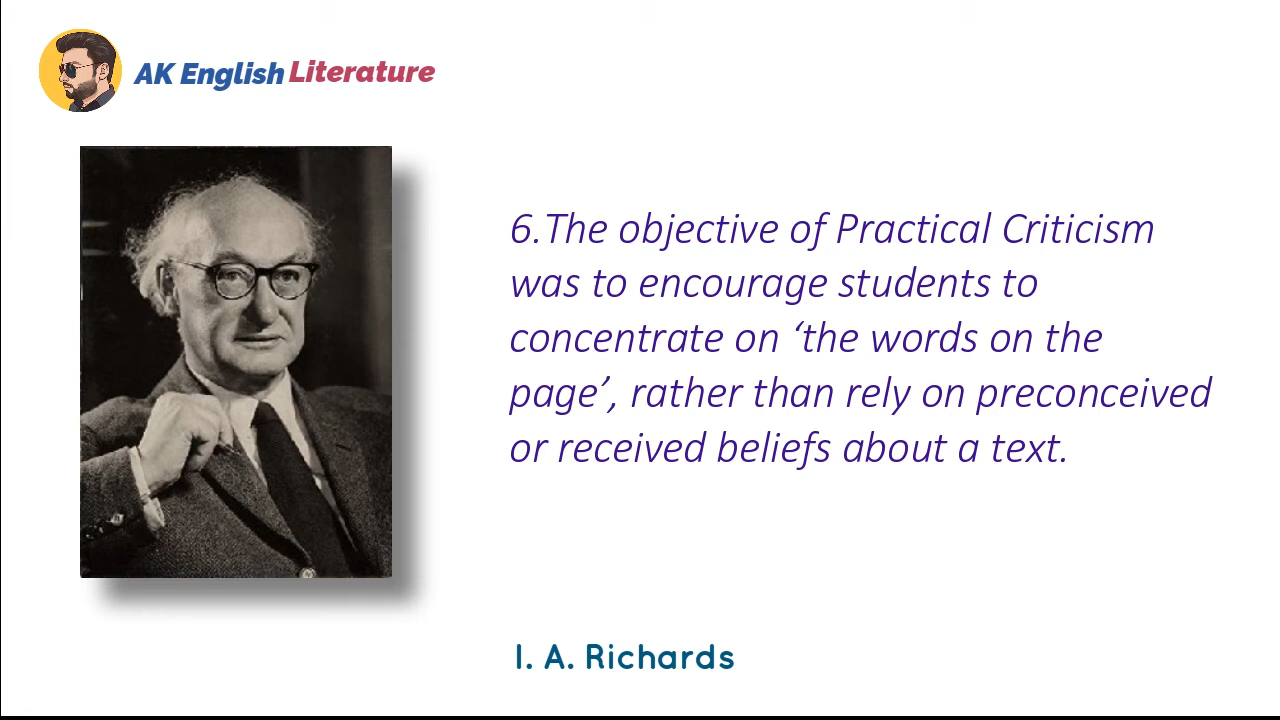 AK English Literature
6.The objective of Practical Criticism
was to encourage students to
concentrate on ‘the words on the
page’, rather than rely on preconceived
or received beliefs about a text.
I. A. Richards